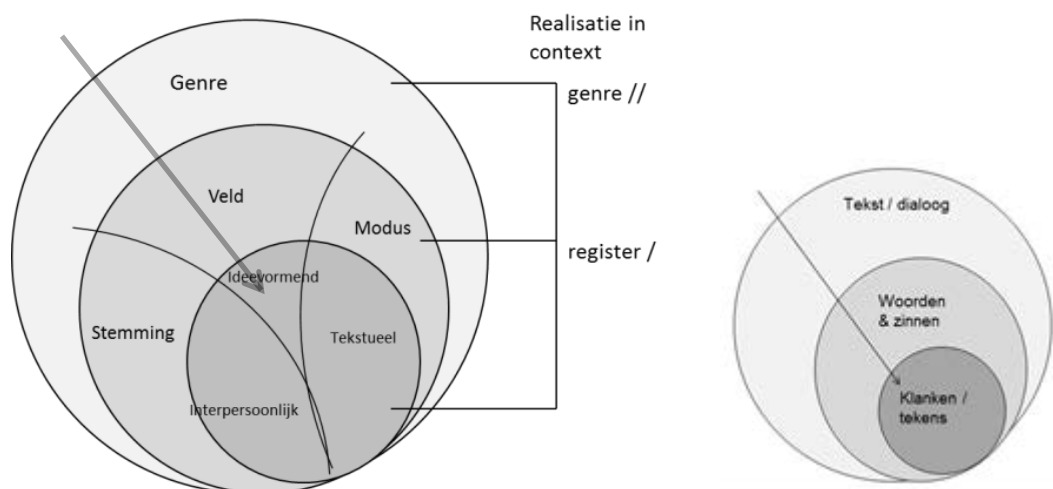 Realisatie in
context
genre //
register /
Genre
Veld
Modus
Stemming
Ideevormend
Tekstueel
Interpersoonlijk
Tekst / dialoog
Woorden
& zinnen
Klanken /
tekens